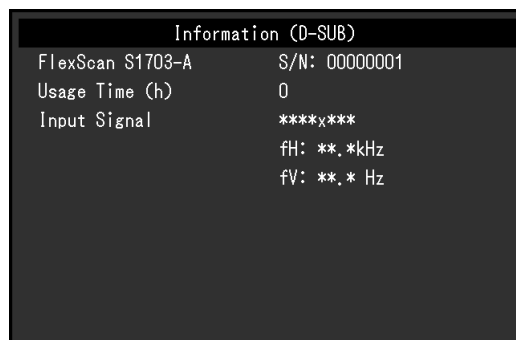 Information (D-SUB)
FlexScan S1703-A S/N: 00000001
Usage Time (h) 0
Input Signal ****x***
fH: **.*kHz
fV: **.* Hz